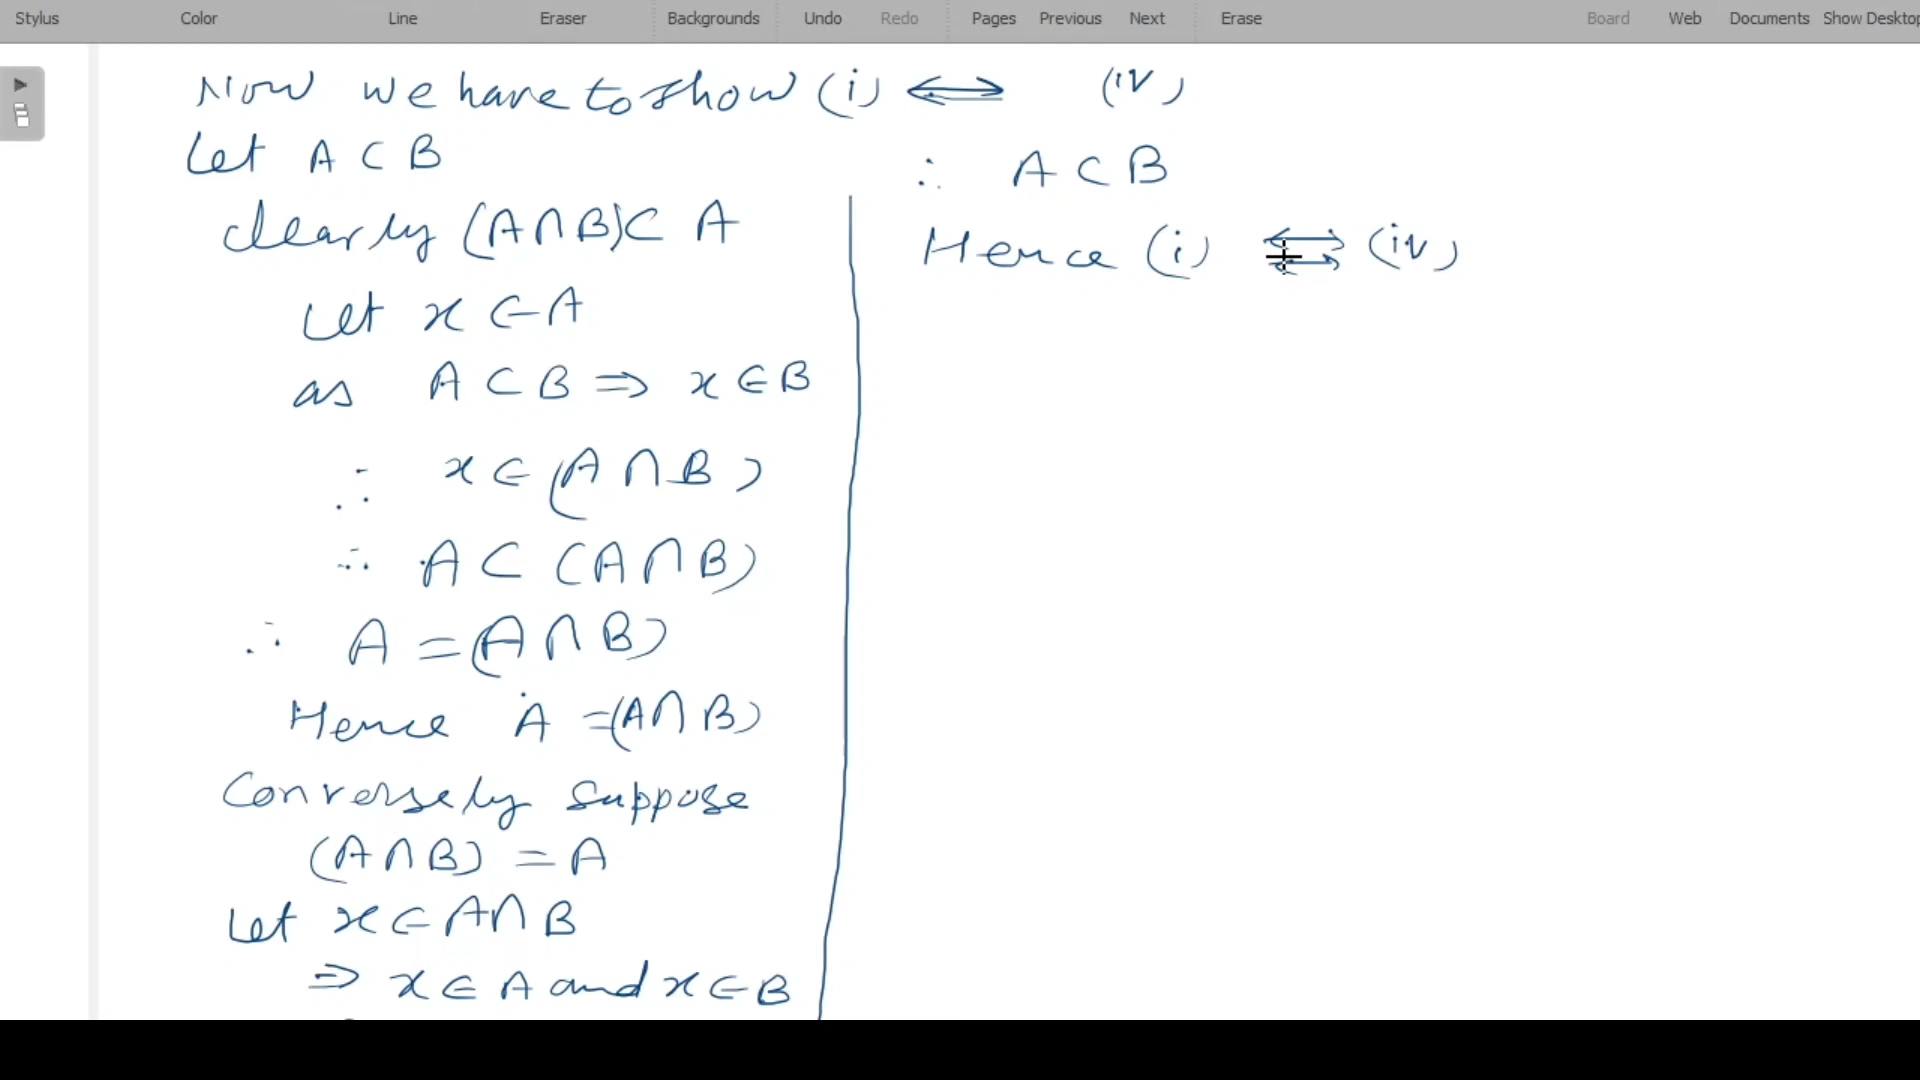 Stylus Color Line Eraser Backgrounds Undo Redo Pages Previous Next Erase Board Web Documents Show Desktop
Now we have to show (i) ⟺ (iv)
Let A ⊂ B
clearly (A∩B)⊂ A
Let x ∈ A
as A ⊂ B ⇒ x ∈ B
∴ x ∈ (A ∩ B)
∴ A ⊂ (A ∩ B)
∴ A = (A ∩ B)
Hence A = (A ∩ B)
Conversely suppose
(A ∩ B) = A
Let x ∈ A ∩ B
⇒ x ∈ A and x ∈ B
∴ A ⊂ B
Hence (i) ⟺ (iv)